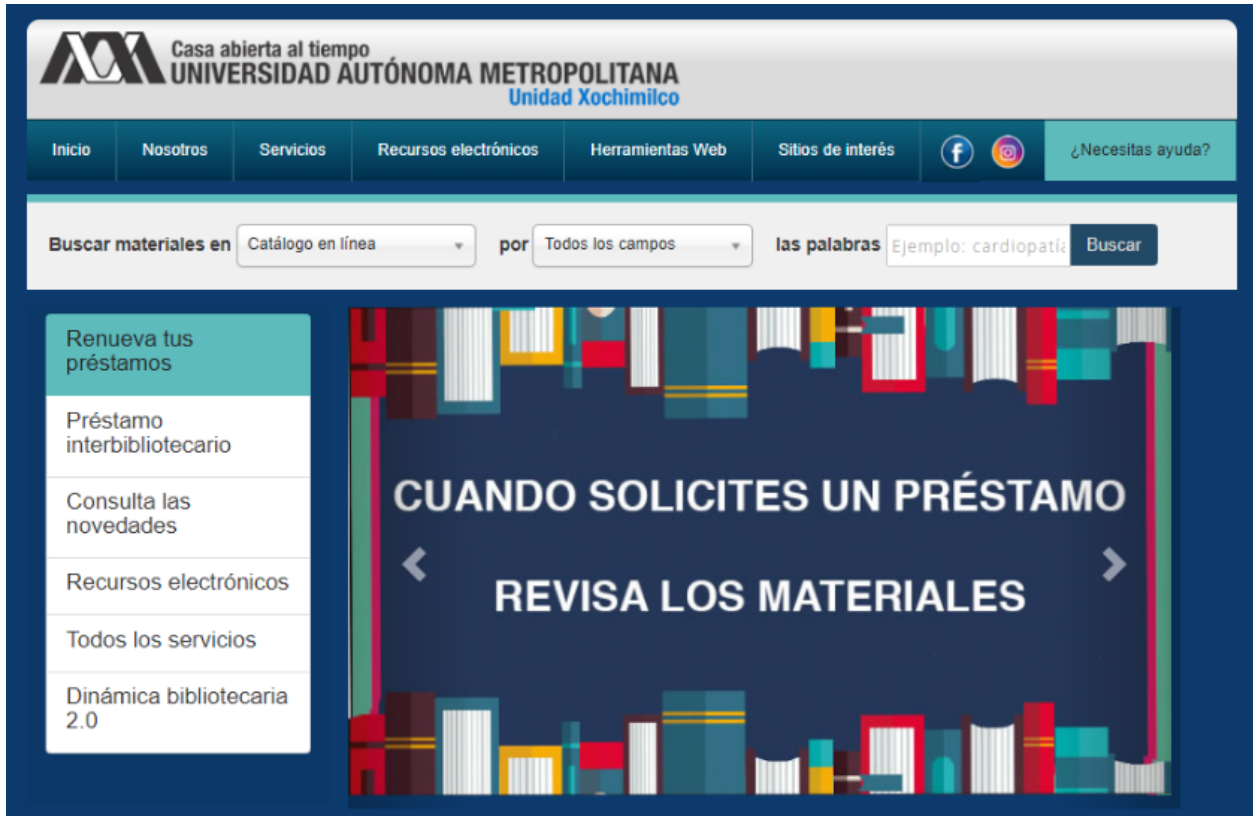 Casa abierta al tiempo
UNIVERSIDAD AUTÓNOMA METROPOLITANA
Unidad Xochimilco
Inicio Nosotros Servicios Recursos electrónicos Herramientas Web Sitios de interés ¿Necesitas ayuda?
Buscar materiales en Catálogo en línea por Todos los campos las palabras Ejemplo: cardiopatía Buscar
Renueva tus
préstamos
Préstamo
interbibliotecario
Consulta las
novedades
Recursos electrónicos
Todos los servicios
Dinámica bibliotecaria
2.0
CUANDO SOLICITES UN PRÉSTAMO
REVISA LOS MATERIALES